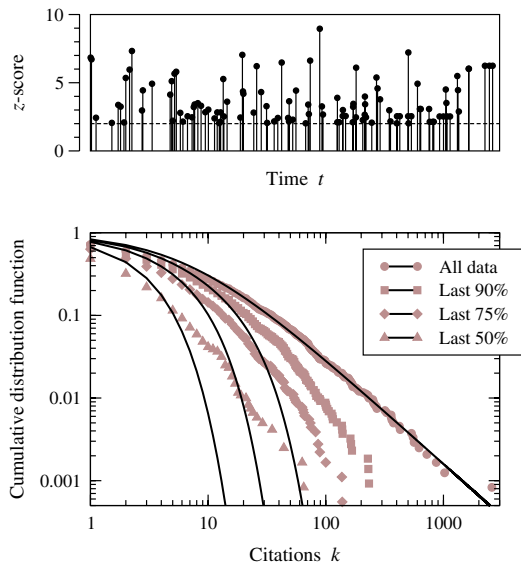 10
5
0
z-score
Time t
1
0.1
0.01
0.001
Cumulative distribution function
All data
Last 90%
Last 75%
Last 50%
1 10 100 1000
Citations k